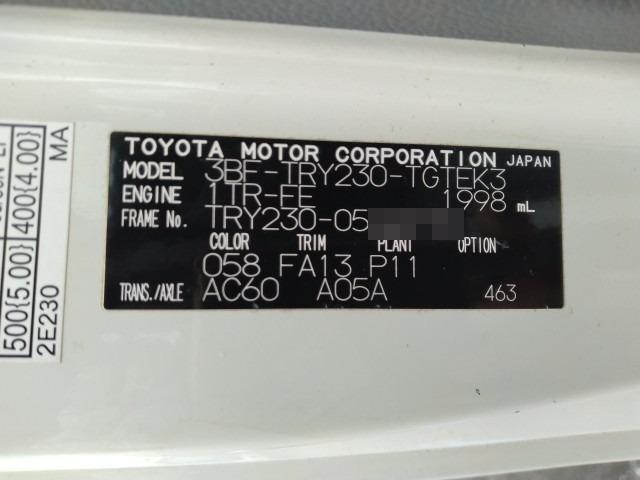 TOYOTA MOTOR CORPORATION JAPAN
MODEL 3BF-TRY230-TGTEK3
ENGINE 1TR-FE 1998 mL
FRAME No. TRY230-05
COLOR TRIM PLANT OPTION
058 FA13 P11
TRANS./AXLE AC60 A05A 463
500{5.00} 400{4.00}
2E230 MA